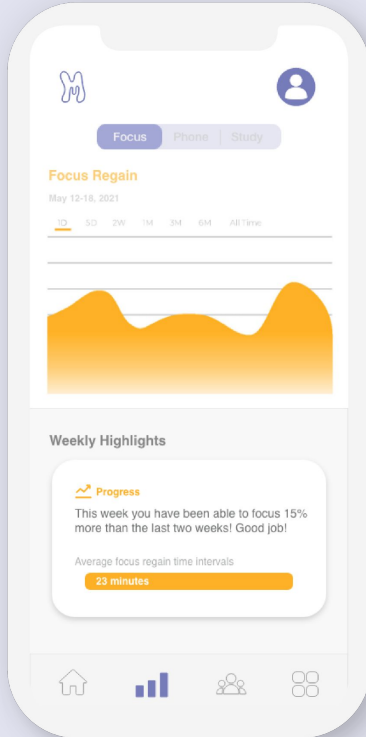 Focus Phone Study
Focus Regain
May 12-18, 2021
1D 5D 2W 1M 3M 6M All Time
Weekly Highlights
Progress
This week you have been able to focus 15%
more than the last two weeks! Good job!
Average focus regain time intervals
23 minutes